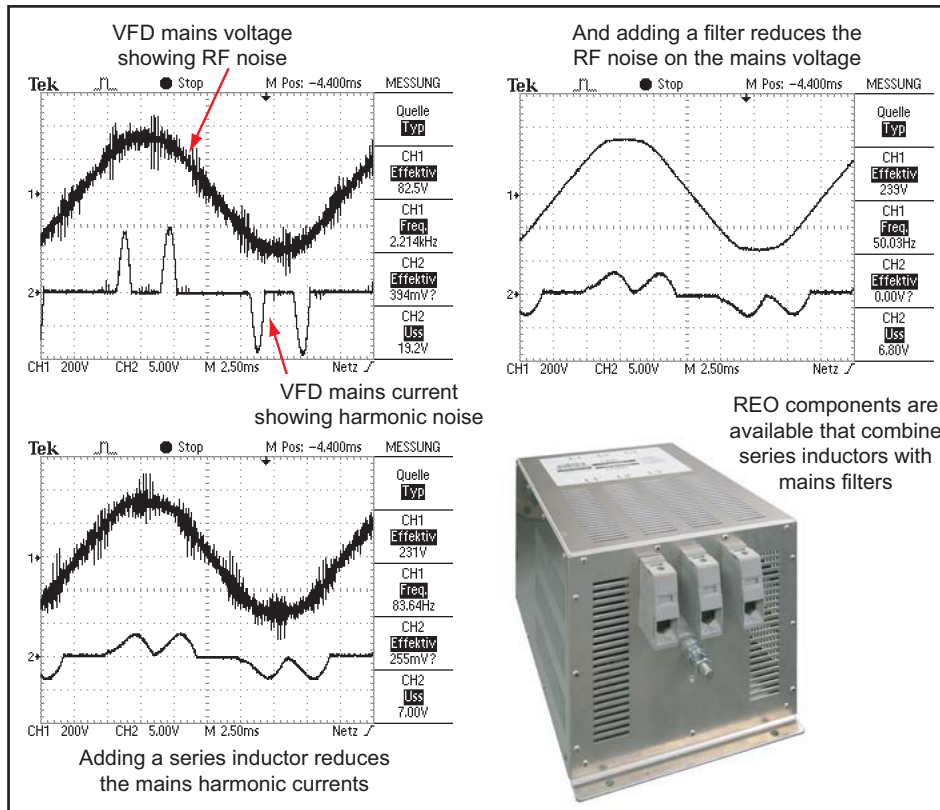 VFD mains voltage
showing RF noise
Tek
Stop
M Pos: -4.400ms
MESSUNG
Quelle
Typ
CH1
Effektiv
82.5V
CH1
Freq.
2.214kHz
CH2
Effektiv
394mV?
CH2
Uss
19.2V
1
2
CH1 200V
CH2 5.00V
M 2.50ms
Netz
VFD mains current
showing harmonic noise
And adding a filter reduces the
RF noise on the mains voltage
Tek
Stop
M Pos: -4.400ms
MESSUNG
Quelle
Typ
CH1
Effektiv
239V
CH1
Freq.
50.03Hz
CH2
Effektiv
0.00V?
CH2
Uss
6.80V
1
2
CH1 200V
CH2 5.00V
M 2.50ms
Netz
Tek
Stop
M Pos: -4.400ms
MESSUNG
Quelle
Typ
CH1
Effektiv
231V
CH1
Freq.
83.64Hz
CH2
Effektiv
255mV?
CH2
Uss
7.00V
1
2
CH1 200V
CH2 5.00V
M 2.50ms
Netz
Adding a series inductor reduces
the mains harmonic currents
REO components are
available that combine
series inductors with
mains filters